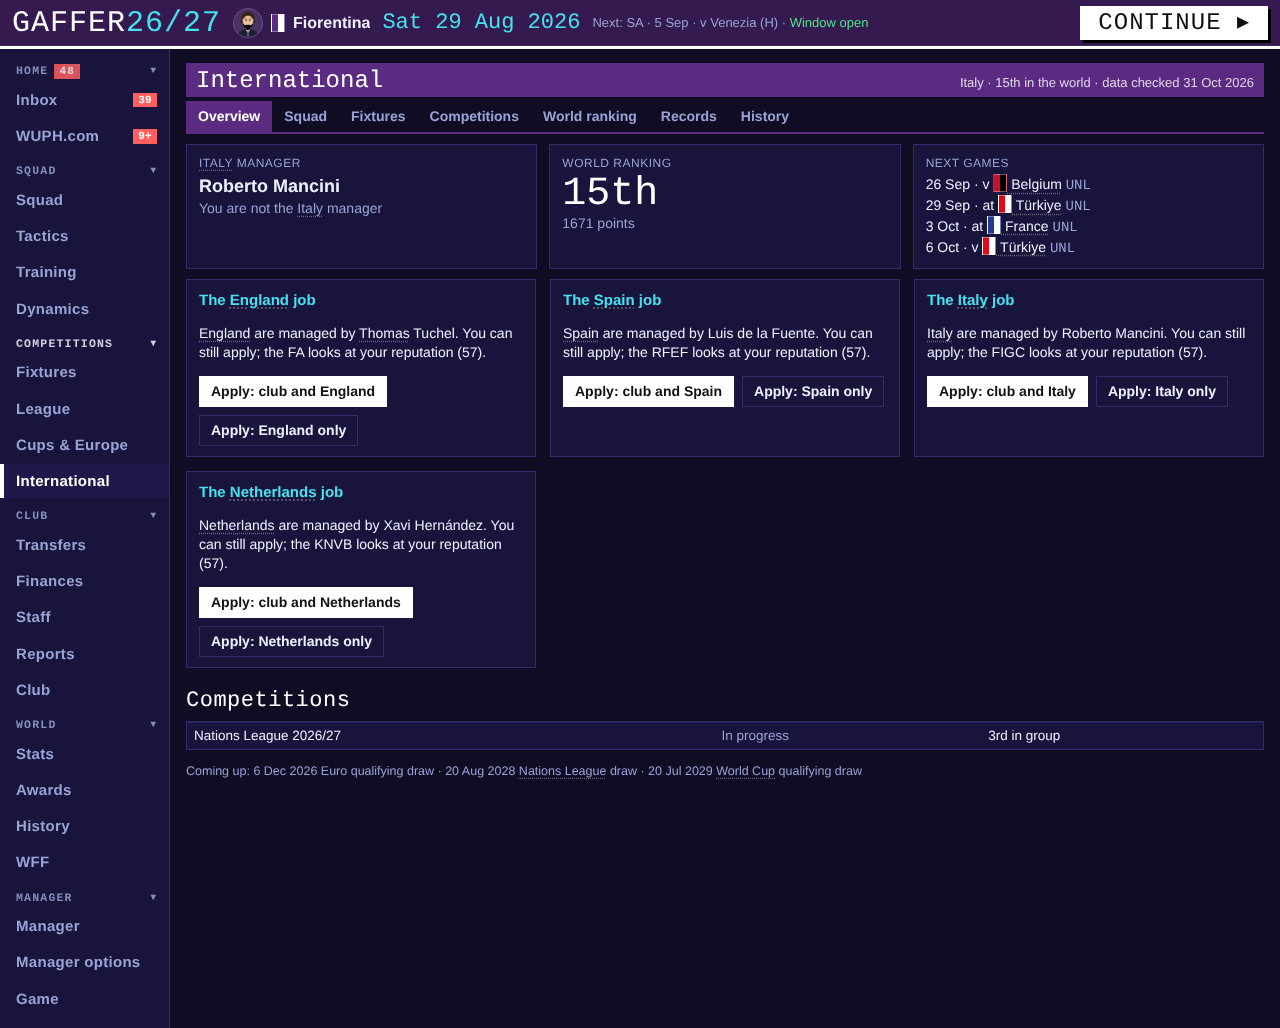 GAFFER26/27 Fiorentina Sat 29 Aug 2026 Next: SA · 5 Sep · v Venezia (H) · Window open CONTINUE ►
HOME 48 ▼
Inbox 39
WUPH.com 9+
SQUAD ▼
Squad
Tactics
Training
Dynamics
COMPETITIONS ▼
Fixtures
League
Cups & Europe
International
CLUB ▼
Transfers
Finances
Staff
Reports
Club
WORLD ▼
Stats
Awards
History
WFF
MANAGER ▼
Manager
Manager options
Game
International Italy · 15th in the world · data checked 31 Oct 2026
Overview Squad Fixtures Competitions World ranking Records History
ITALY MANAGER
Roberto Mancini
You are not the Italy manager
WORLD RANKING
15th
1671 points
NEXT GAMES
26 Sep · v Belgium UNL
29 Sep · at Türkiye UNL
3 Oct · at France UNL
6 Oct · v Türkiye UNL
The England job
England are managed by Thomas Tuchel. You can
still apply; the FA looks at your reputation (57).
Apply: club and England
Apply: England only
The Spain job
Spain are managed by Luis de la Fuente. You can
still apply; the RFEF looks at your reputation (57).
Apply: club and Spain Apply: Spain only
The Italy job
Italy are managed by Roberto Mancini. You can still
apply; the FIGC looks at your reputation (57).
Apply: club and Italy Apply: Italy only
The Netherlands job
Netherlands are managed by Xavi Hernández. You
can still apply; the KNVB looks at your reputation
(57).
Apply: club and Netherlands
Apply: Netherlands only
Competitions
Nations League 2026/27 In progress 3rd in group
Coming up: 6 Dec 2026 Euro qualifying draw · 20 Aug 2028 Nations League draw · 20 Jul 2029 World Cup qualifying draw